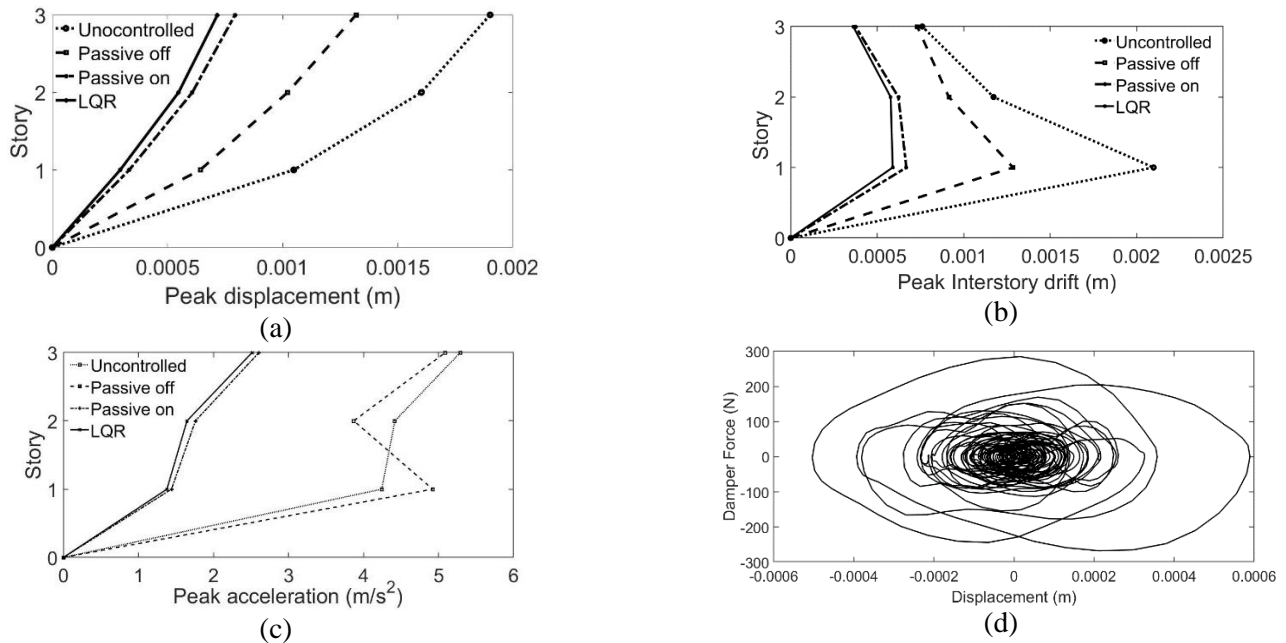 3
2
1
0
Story
Unocontrolled
Passive off
Passive on
LQR
0 0.0005 0.001 0.0015 0.002
Peak displacement (m)
(a)
3
2
1
0
Story
Uncontrolled
Passive off
Passive on
LQR
0 0.0005 0.001 0.0015 0.002 0.0025
Peak Interstory drift (m)
(b)
3
2
1
0
Story
Uncontrolled
Passive off
Passive on
LQR
0 1 2 3 4 5 6
Peak acceleration (m/s²)
(c)
300
200
100
0
-100
-200
-300
Damper Force (N)
-0.0006 -0.0004 -0.0002 0 0.0002 0.0004 0.0006
Displacement (m)
(d)